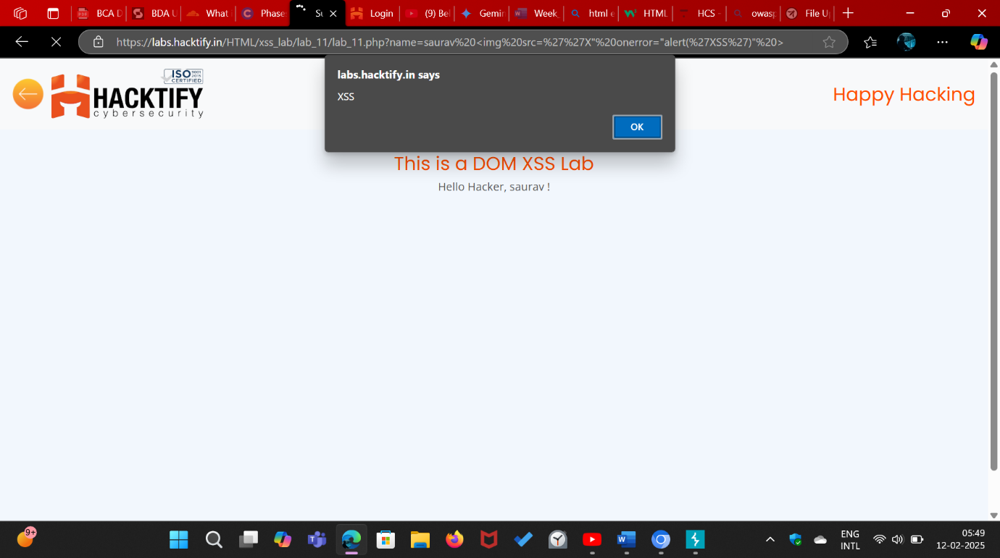 BCA D
BDA U
What
Phase
Su
Login
(9) Be
Gemin
Week_
html e
HTML
HCS -
owasp
File U
https://labs.hacktify.in/HTML/xss_lab/lab_11/lab_11.php?name=saurav%20<img%20src=%27%27X"%20onerror="alert(%27XSS%27)"%20>
labs.hacktify.in says
XSS
OK
ISO 9001 2015
CERTIFIED
HACKTIFY
cybersecurity
Happy Hacking
This is a DOM XSS Lab
Hello Hacker, saurav !
9+
ENG
INTL
05:49
12-02-2025